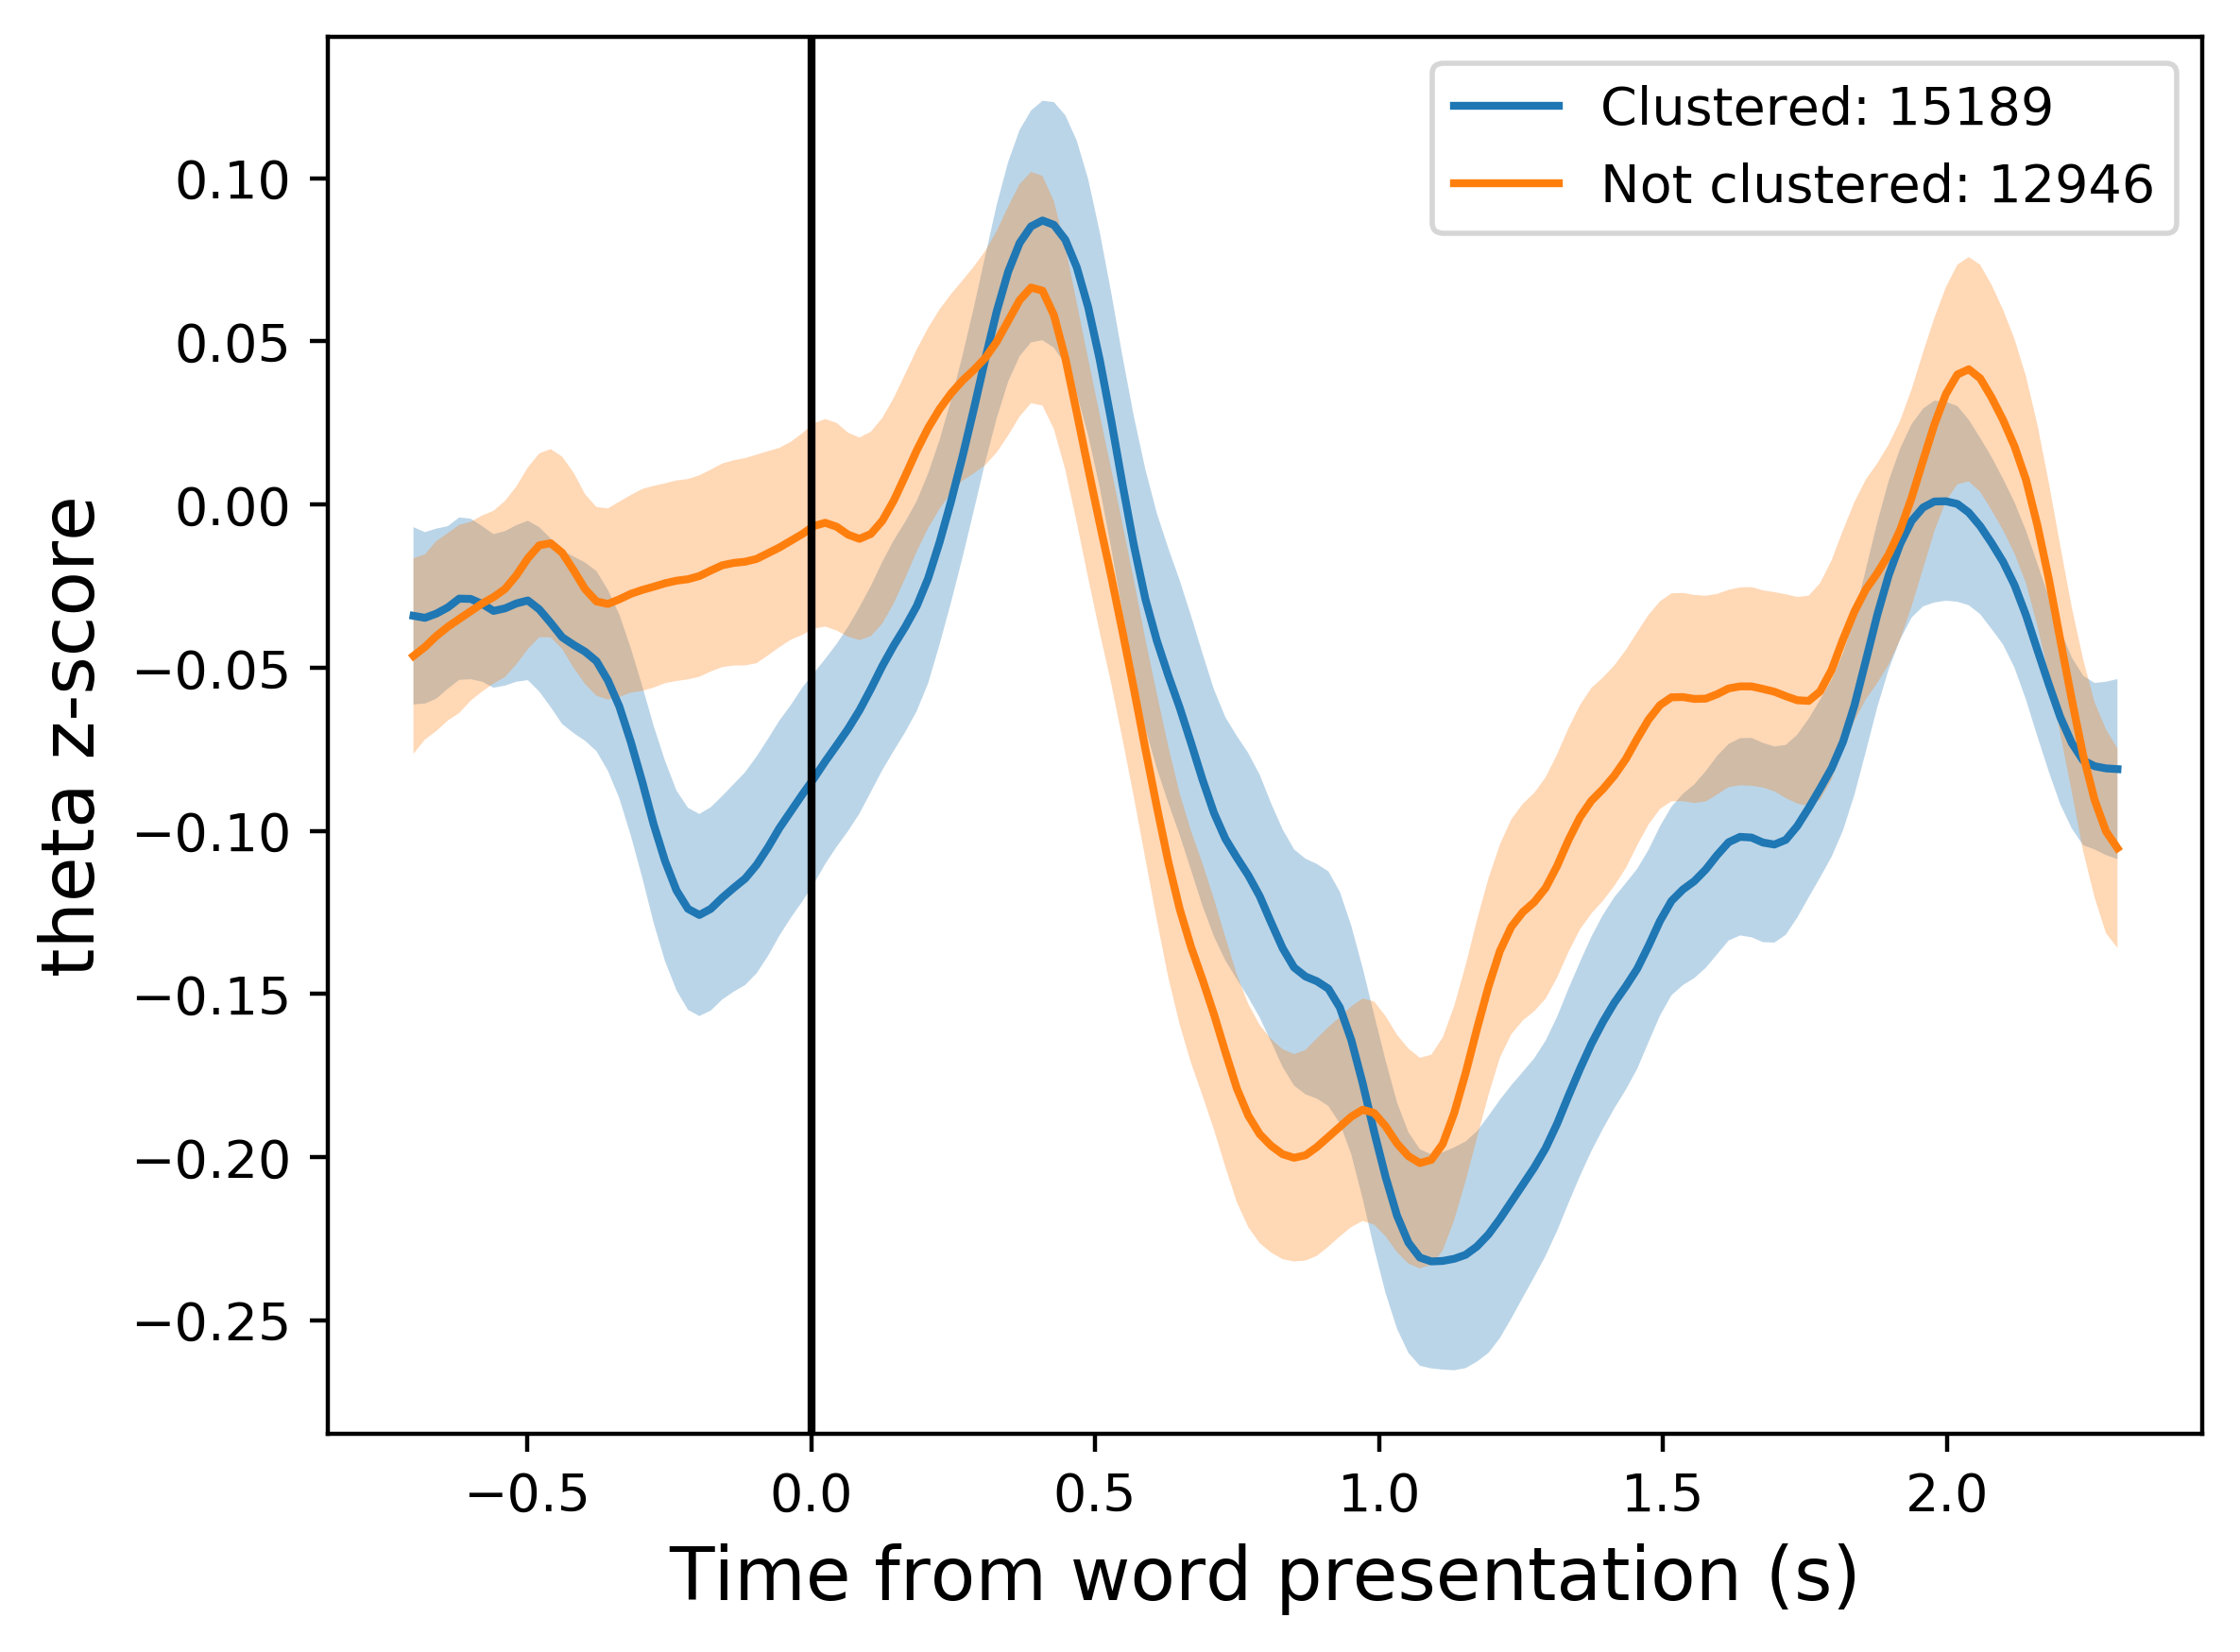 Clustered: 15189
Not clustered: 12946
theta z-score
0.10
0.05
0.00
−0.05
−0.10
−0.15
−0.20
−0.25
−0.5 0.0 0.5 1.0 1.5 2.0
Time from word presentation (s)